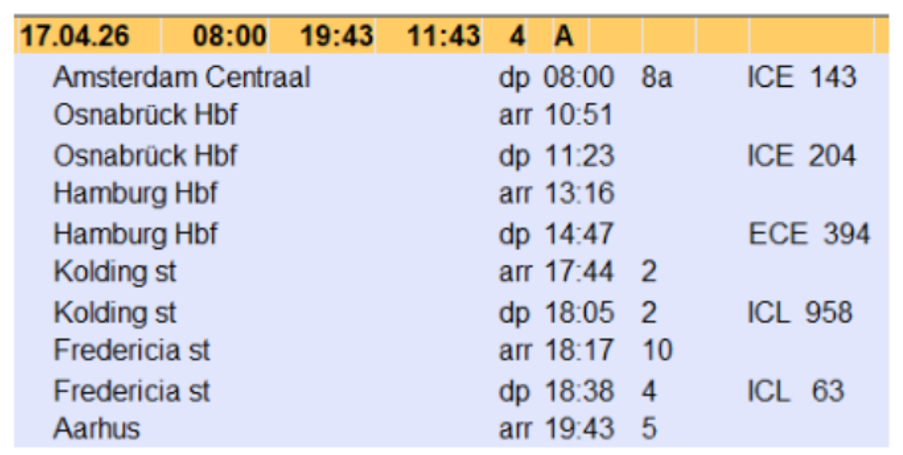 17.04.26 08:00 19:43 11:43 4 A
Amsterdam Centraal dp 08:00 8a ICE 143
Osnabrück Hbf arr 10:51
Osnabrück Hbf dp 11:23 ICE 204
Hamburg Hbf arr 13:16
Hamburg Hbf dp 14:47 ECE 394
Kolding st arr 17:44 2
Kolding st dp 18:05 2 ICL 958
Fredericia st arr 18:17 10
Fredericia st dp 18:38 4 ICL 63
Aarhus arr 19:43 5